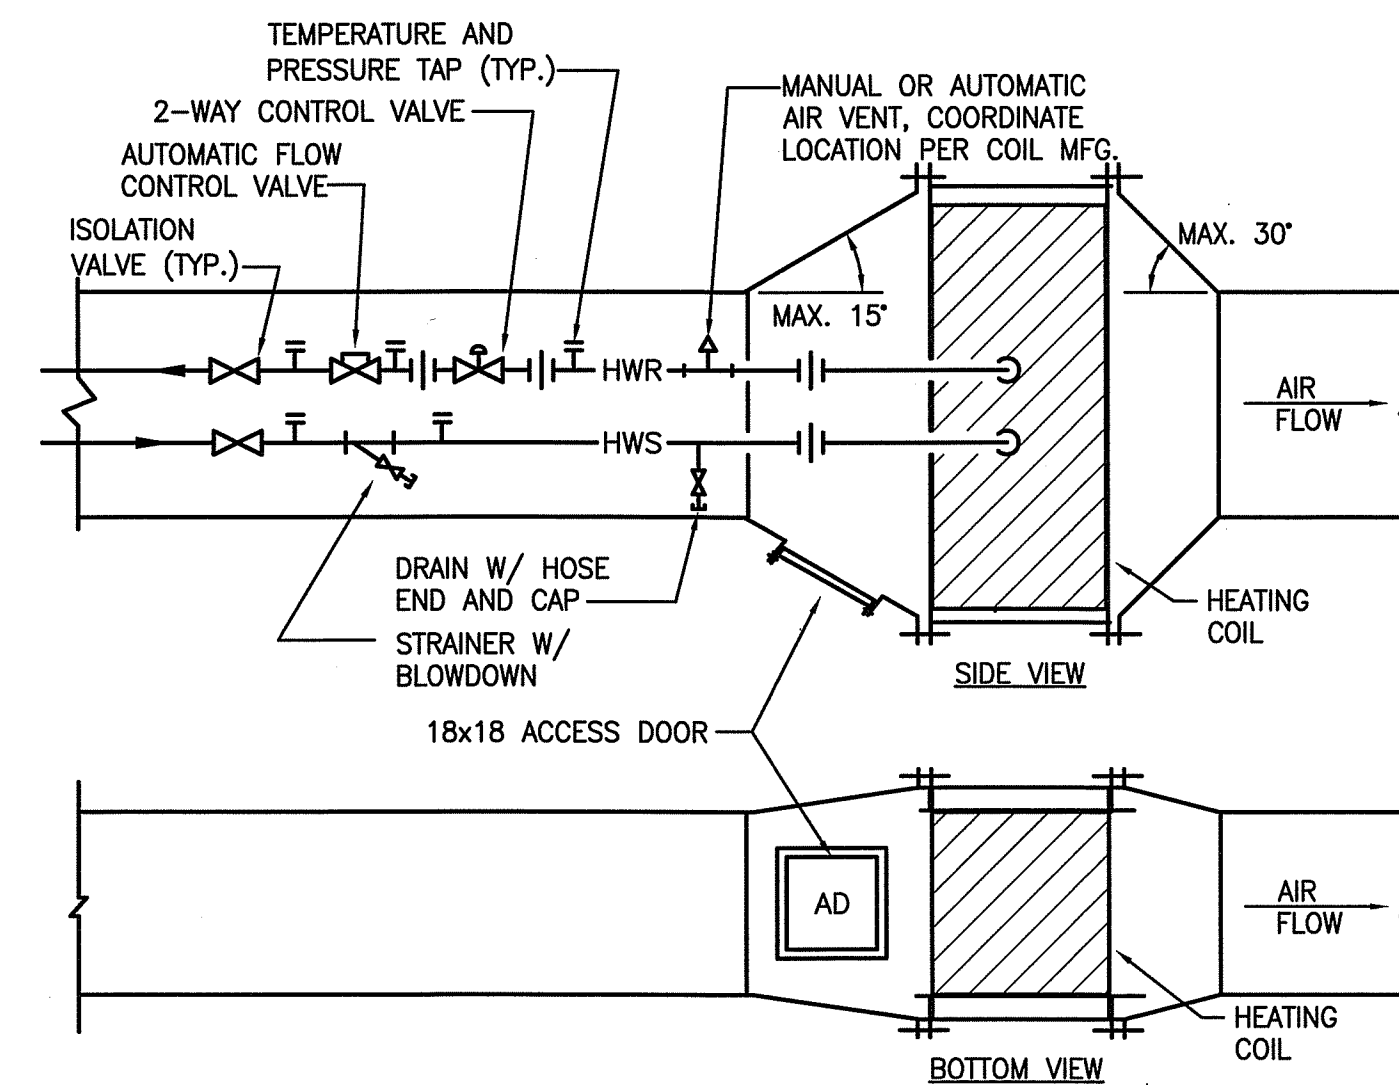 TEMPERATURE AND
PRESSURE TAP (TYP.)
2-WAY CONTROL VALVE
AUTOMATIC FLOW
CONTROL VALVE
ISOLATION
VALVE (TYP.)
MANUAL OR AUTOMATIC
AIR VENT, COORDINATE
LOCATION PER COIL MFG.
MAX. 30°
MAX. 15°
HWR
AIR
FLOW
HWS
DRAIN W/ HOSE
END AND CAP
STRAINER W/
BLOWDOWN
HEATING
COIL
SIDE VIEW
18x18 ACCESS DOOR
AD
AIR
FLOW
HEATING
COIL
BOTTOM VIEW